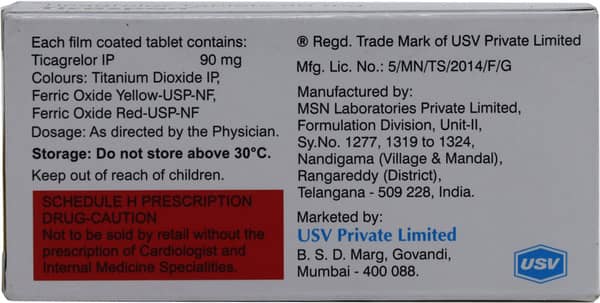 Each film coated tablet contains:
Ticagrelor IP 90 mg
Colours: Titanium Dioxide IP,
Ferric Oxide Yellow-USP-NF,
Ferric Oxide Red-USP-NF
Dosage: As directed by the Physician.
Storage: Do not store above 30°C.
Keep out of reach of children.
SCHEDULE H PRESCRIPTION
DRUG-CAUTION
Not to be sold by retail without the
prescription of Cardiologist and
Internal Medicine Specialities.
® Regd. Trade Mark of USV Private Limited
Mfg. Lic. No.: 5/MN/TS/2014/F/G
Manufactured by:
MSN Laboratories Private Limited,
Formulation Division, Unit-II,
Sy.No. 1277, 1319 to 1324,
Nandigama (Village & Mandal),
Rangareddy (District),
Telangana - 509 228, India.
Marketed by:
USV Private Limited
B. S. D. Marg, Govandi,
Mumbai - 400 088.
USV